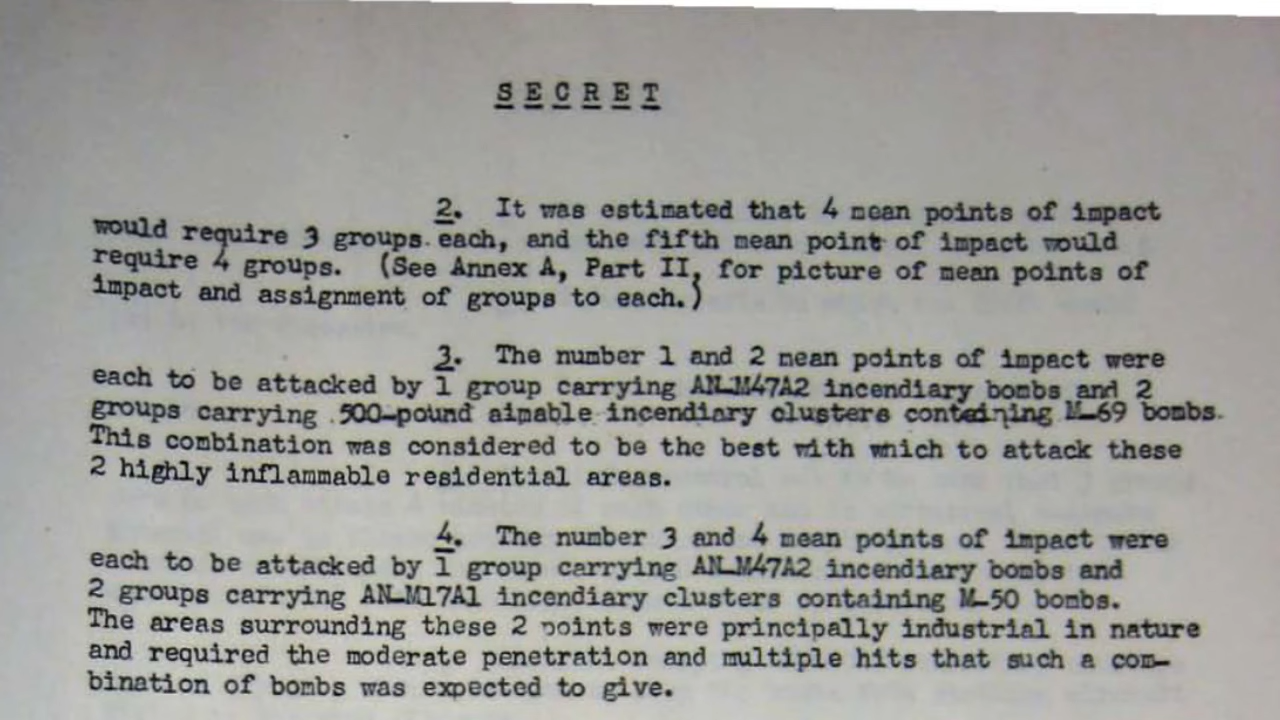 S E C R E T
2. It was estimated that 4 mean points of impact
would require 3 groups each, and the fifth mean point of impact would
require 4 groups. (See Annex A, Part II, for picture of mean points of
impact and assignment of groups to each.)
3. The number 1 and 2 mean points of impact were
each to be attacked by 1 group carrying AN-M47A2 incendiary bombs and 2
groups carrying 500-pound aimable incendiary clusters containing M-69 bombs.
This combination was considered to be the best with which to attack these
2 highly inflammable residential areas.
4. The number 3 and 4 mean points of impact were
each to be attacked by 1 group carrying AN-M47A2 incendiary bombs and
2 groups carrying AN-M17A1 incendiary clusters containing M-50 bombs.
The areas surrounding these 2 points were principally industrial in nature
and required the moderate penetration and multiple hits that such a com-
bination of bombs was expected to give.